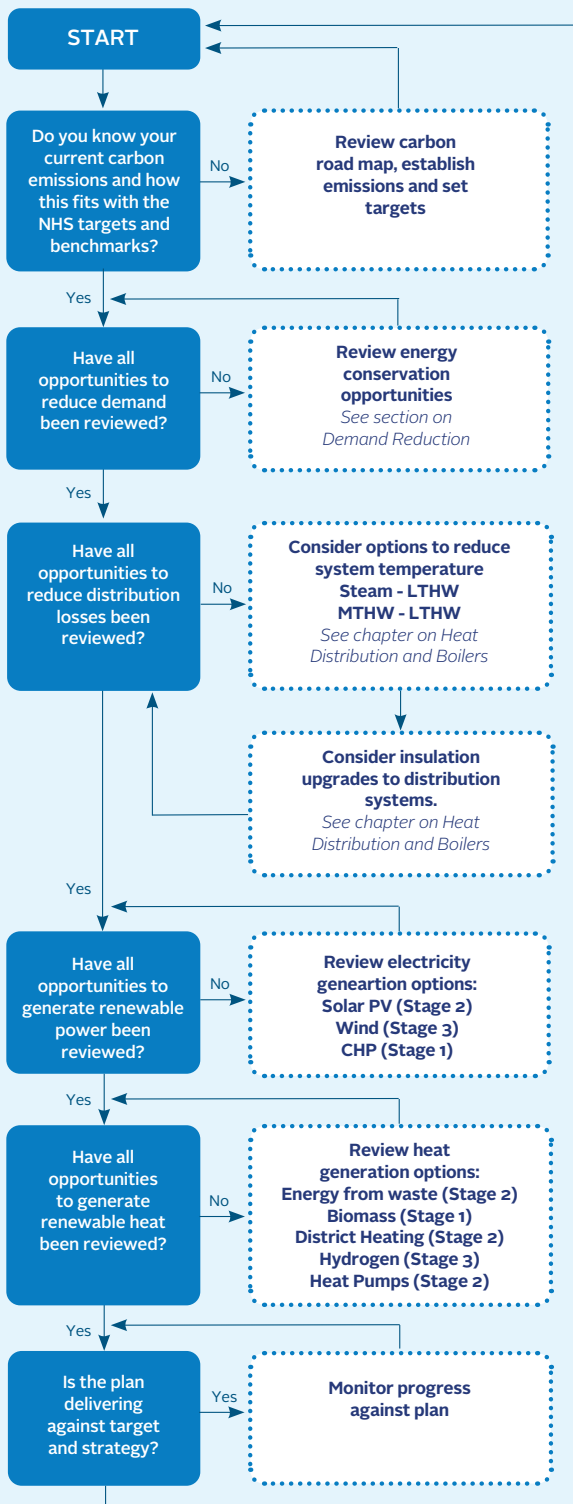 START
Do you know your
current carbon
emissions and how
this fits with the
NHS targets and
benchmarks?
No
Review carbon
road map, establish
emissions and set
targets
Yes
Have all
opportunities to
reduce demand
been reviewed?
No
Review energy
conservation
opportunities
See section on
Demand Reduction
Yes
Have all
opportunities to
reduce distribution
losses been
reviewed?
No
Consider options to reduce
system temperature
Steam - LTHW
MTHW - LTHW
See chapter on Heat
Distribution and Boilers
Consider insulation
upgrades to distribution
systems.
See chapter on Heat
Distribution and Boilers
Yes
Have all
opportunities to
generate renewable
power been
reviewed?
No
Review electricity
geneartion options:
Solar PV (Stage 2)
Wind (Stage 3)
CHP (Stage 1)
Yes
Have all
opportunities
to generate
renewable heat
been reviewed?
No
Review heat
generation options:
Energy from waste (Stage 2)
Biomass (Stage 1)
District Heating (Stage 2)
Hydrogen (Stage 3)
Heat Pumps (Stage 2)
Yes
Is the plan
delivering
against target
and strategy?
Yes
Monitor progress
against plan